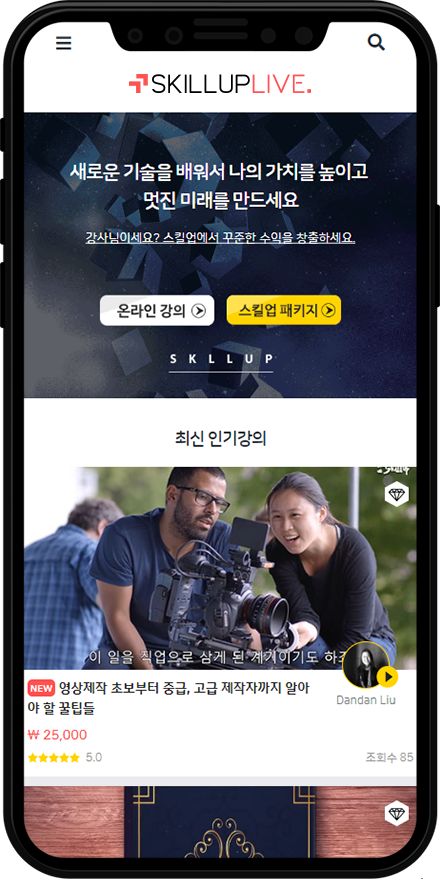 SKILLUPLIVE.
새로운 기술을 배워서 나의 가치를 높이고
멋진 미래를 만드세요
강사님이세요? 스킬업에서 꾸준한 수익을 창출하세요.
온라인 강의
스킬업 패키지
SKLLUP
최신 인기강의
이 일을 직업으로 삼게 된 계기이기도 하
NEW 영상제작 초보부터 중급, 고급 제작자까지 알아
야 할 꿀팁들
Dandan Liu
₩ 25,000
5.0
조회수 85